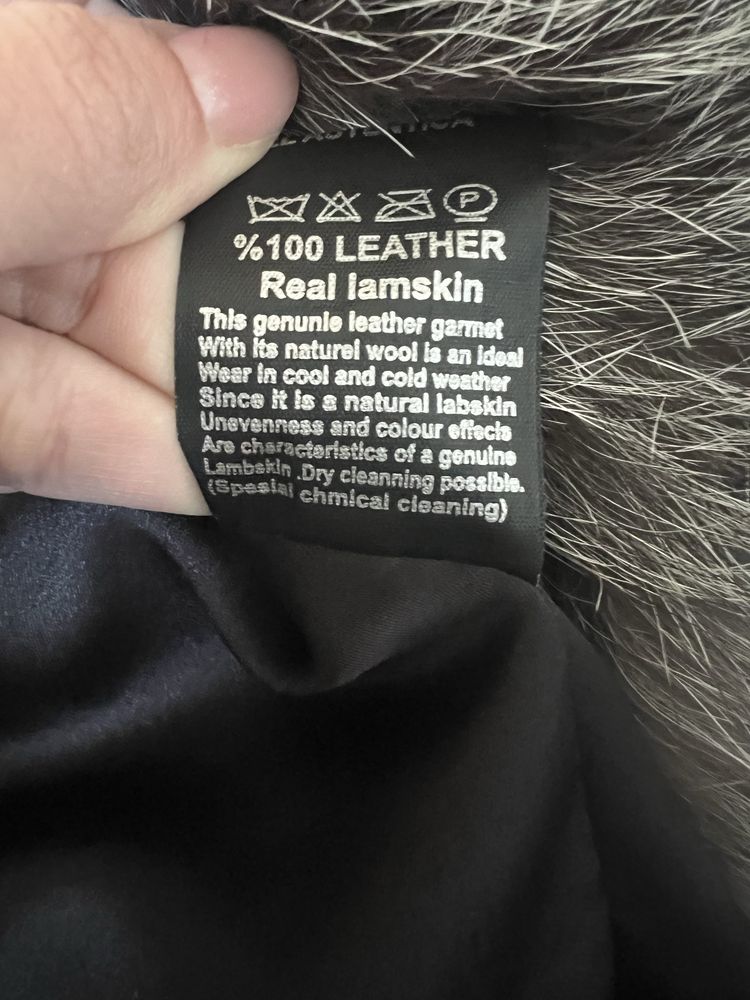 P
%100 LEATHER
Real lamskin
This genunie leather garmet
With its naturel wool is an ideal
Wear in cool and cold weather
Since it is a natural labskin
Unevenness and colour effects
Are characteristics of a genuine
Lambskin .Dry cleanning possible.
(Spesial chmical cleaning)